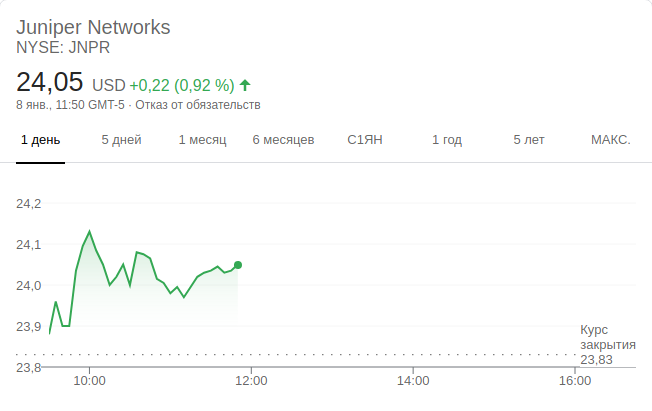 Juniper Networks
NYSE: JNPR
24,05 USD +0,22 (0,92 %)
8 янв., 11:50 GMT-5 · Отказ от обязательств
1 день 5 дней 1 месяц 6 месяцев С1ЯН 1 год 5 лет МАКС.
24,2
24,1
24,0
23,9
23,8
Курс
закрытия
23,83
10:00 12:00 14:00 16:00